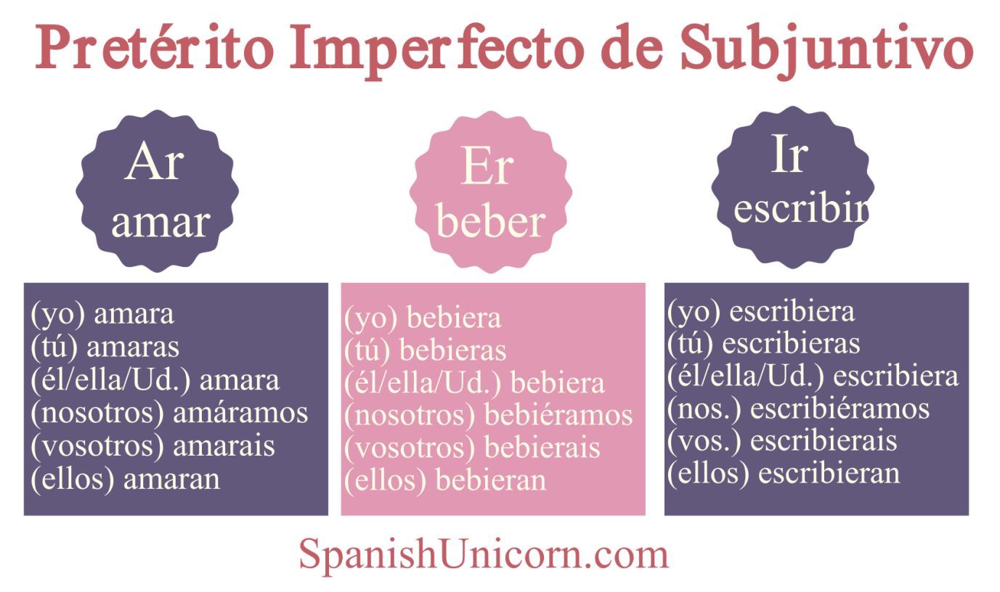 Pretérito Imperfecto de Subjuntivo
Ar
amar
(yo) amara
(tú) amaras
(él/ella/Ud.) amara
(nosotros) amáramos
(vosotros) amarais
(ellos) amaran
Er
beber
(yo) bebiera
(tú) bebieras
(él/ella/Ud.) bebiera
(nosotros) bebiéramos
(vosotros) bebierais
(ellos) bebieran
Ir
escribir
(yo) escribiera
(tú) escribieras
(él/ella/Ud.) escribiera
(nos.) escribiéramos
(vos.) escribierais
(ellos) escribieran
SpanishUnicorn.com